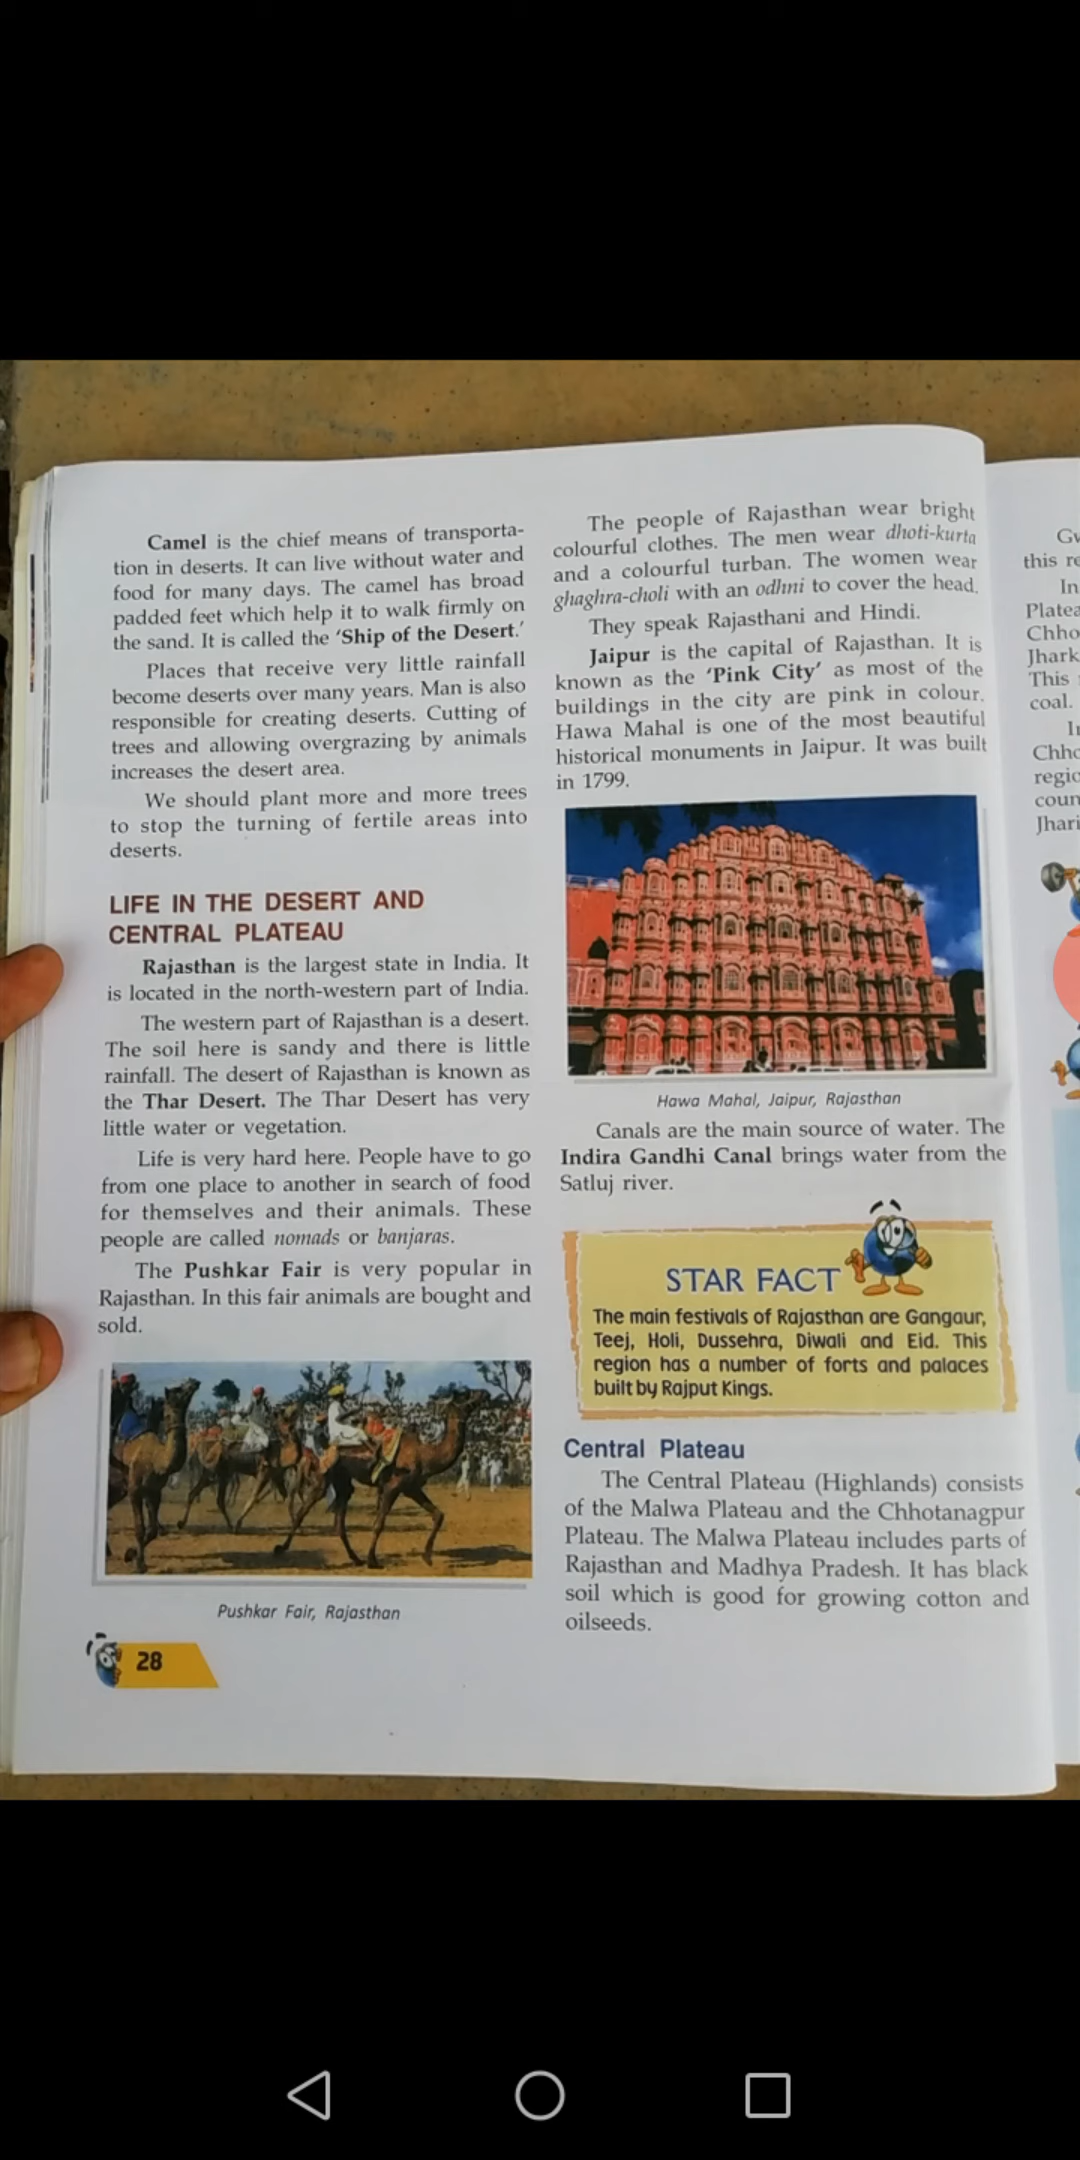 Camel is the chief means of transporta-
tion in deserts. It can live without water and
food for many days. The camel has broad
padded feet which help it to walk firmly on
the sand. It is called the ‘Ship of the Desert.’
Places that receive very little rainfall
become deserts over many years. Man is also
responsible for creating deserts. Cutting of
trees and allowing overgrazing by animals
increases the desert area.
We should plant more and more trees
to stop the turning of fertile areas into
deserts.
LIFE IN THE DESERT AND
CENTRAL PLATEAU
Rajasthan is the largest state in India. It
is located in the north-western part of India.
The western part of Rajasthan is a desert.
The soil here is sandy and there is little
rainfall. The desert of Rajasthan is known as
the Thar Desert. The Thar Desert has very
little water or vegetation.
Life is very hard here. People have to go
from one place to another in search of food
for themselves and their animals. These
people are called nomads or banjaras.
The Pushkar Fair is very popular in
Rajasthan. In this fair animals are bought and
sold.
Pushkar Fair, Rajasthan
28
The people of Rajasthan wear bright
colourful clothes. The men wear dhoti-kurta
and a colourful turban. The women wear
ghaghra-choli with an odhni to cover the head.
They speak Rajasthani and Hindi.
Jaipur is the capital of Rajasthan. It is
known as the ‘Pink City’ as most of the
buildings in the city are pink in colour.
Hawa Mahal is one of the most beautiful
historical monuments in Jaipur. It was built
in 1799.
Hawa Mahal, Jaipur, Rajasthan
Canals are the main source of water. The
Indira Gandhi Canal brings water from the
Satluj river.
STAR FACT
The main festivals of Rajasthan are Gangaur,
Teej, Holi, Dussehra, Diwali and Eid. This
region has a number of forts and palaces
built by Rajput Kings.
Central Plateau
The Central Plateau (Highlands) consists
of the Malwa Plateau and the Chhotanagpur
Plateau. The Malwa Plateau includes parts of
Rajasthan and Madhya Pradesh. It has black
soil which is good for growing cotton and
oilseeds.
this
In
This
coal.